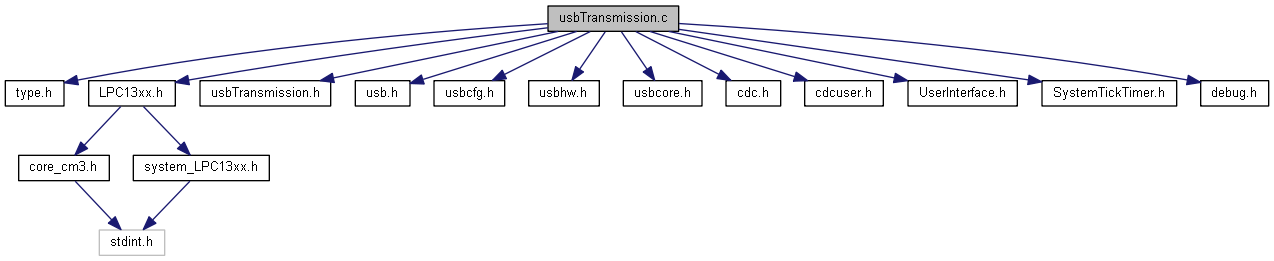 usbTransmission.c
type.h
LPC13xx.h
usbTransmission.h
usb.h
usbcfg.h
usbhw.h
usbcore.h
cdc.h
cdcuser.h
UserInterface.h
SystemTickTimer.h
debug.h
core_cm3.h
system_LPC13xx.h
stdint.h